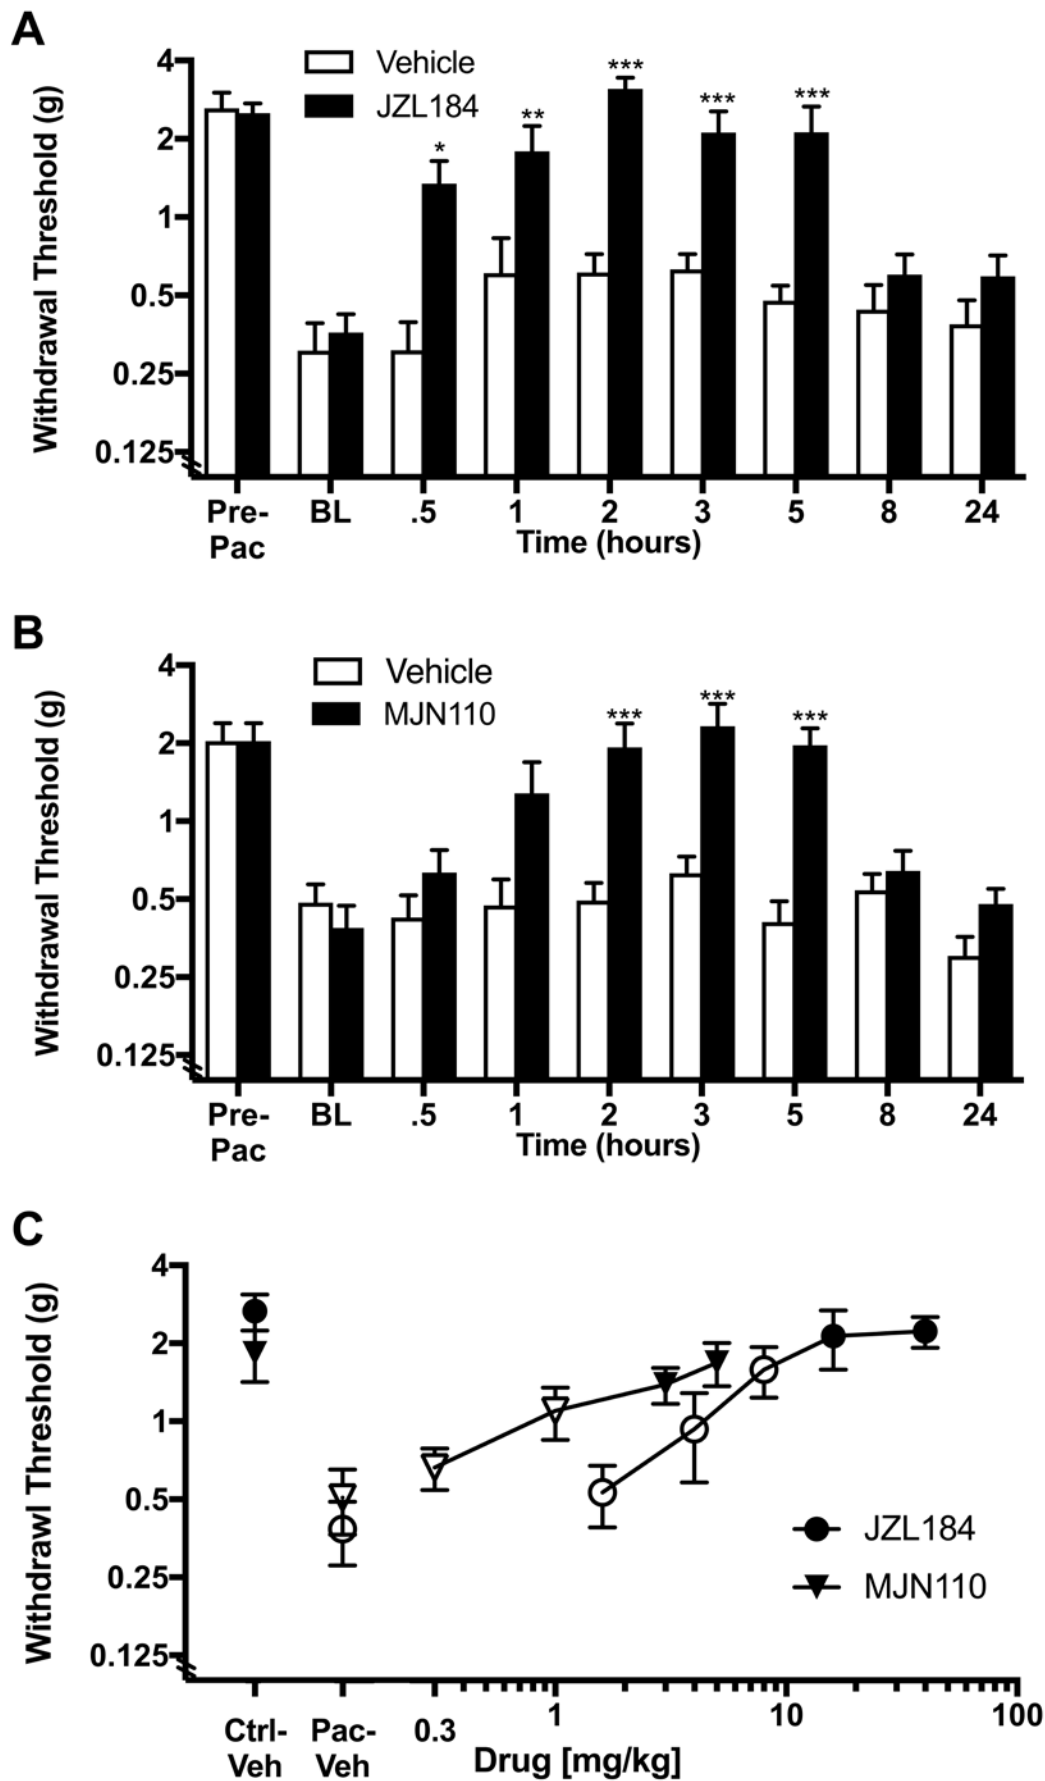 A
Withdrawal Threshold (g)
4
2
1
0.5
0.25
0.125
Vehicle
JZL184
*
**
***
***
***
Pre-
Pac
BL
.5
1
2
3
5
8
24
Time (hours)
B
Withdrawal Threshold (g)
4
2
1
0.5
0.25
0.125
Vehicle
MJN110
***
***
***
Pre-
Pac
BL
.5
1
2
3
5
8
24
Time (hours)
C
Withdrawl Threshold (g)
4
2
1
0.5
0.25
0.125
JZL184
MJN110
Ctrl-
Veh
Pac-
Veh
0.3
1
10
100
Drug [mg/kg]